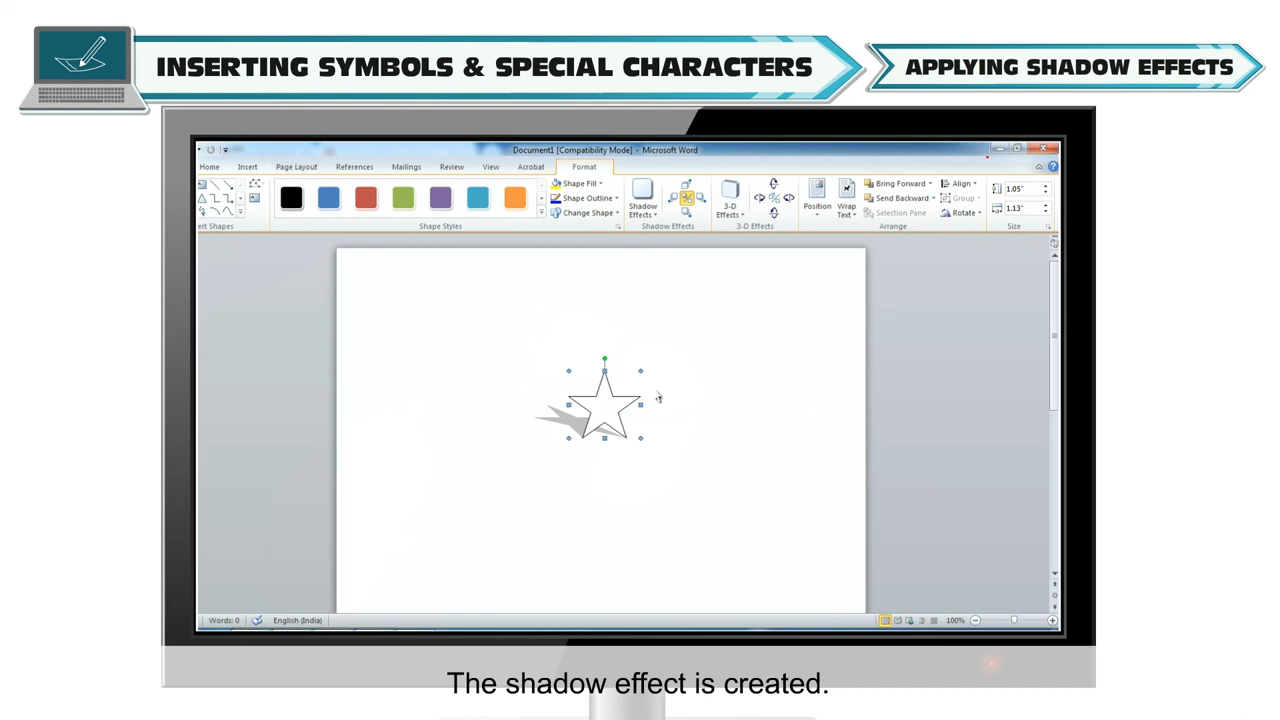 INSERTING SYMBOLS & SPECIAL CHARACTERS
APPLYING SHADOW EFFECTS
Document1 [Compatibility Mode] - Microsoft Word
Home Insert Page Layout References Mailings Review View Acrobat Format
Shape Fill
Shape Outline
Change Shape
Shadow Effects
3-D Effects
Position
Wrap Text
Bring Forward
Send Backward
Selection Pane
Align
Group
Rotate
1.05"
1.13"
ert Shapes Shape Styles Shadow Effects 3-D Effects Arrange Size
Words: 0 English (India) 100%
The shadow effect is created.